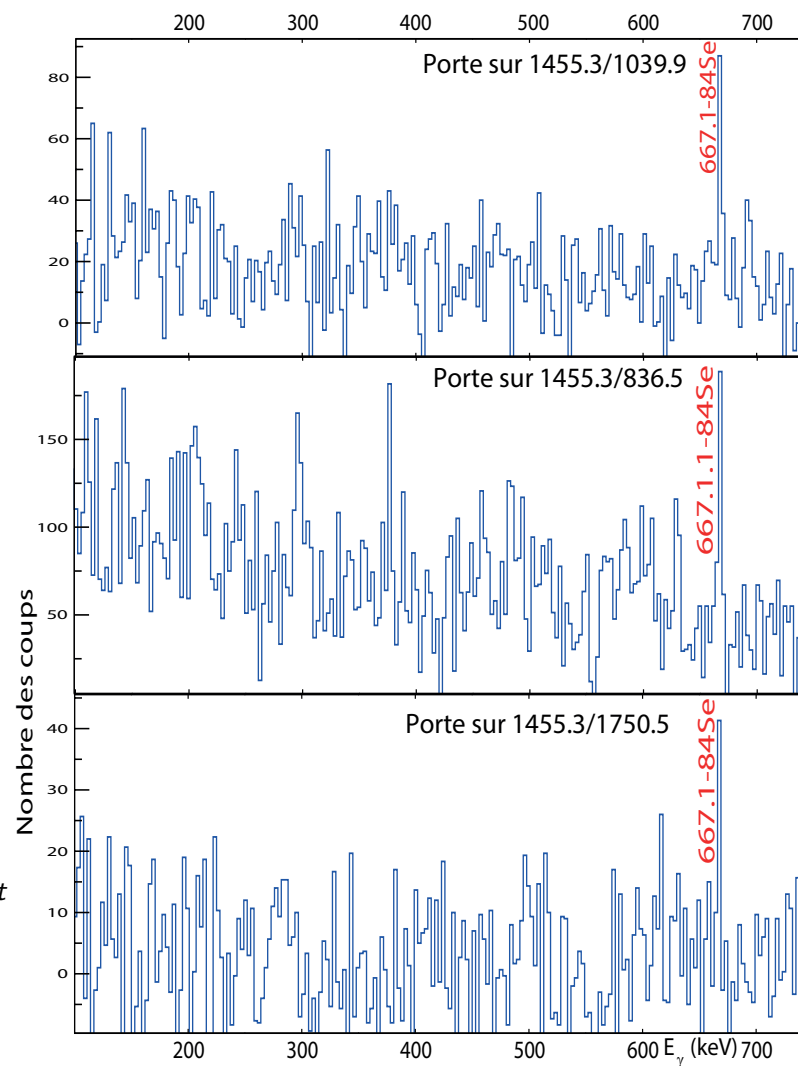 200 300 400 500 600 700
Porte sur 1455.3/1039.9
667.1-84Se
80
60
40
20
0
Porte sur 1455.3/836.5
667.1.1-84Se
150
100
50
Porte sur 1455.3/1750.5
667.1-84Se
40
20
10
0
Nombre des coups
t
200 300 400 500 600 E_γ (keV) 700